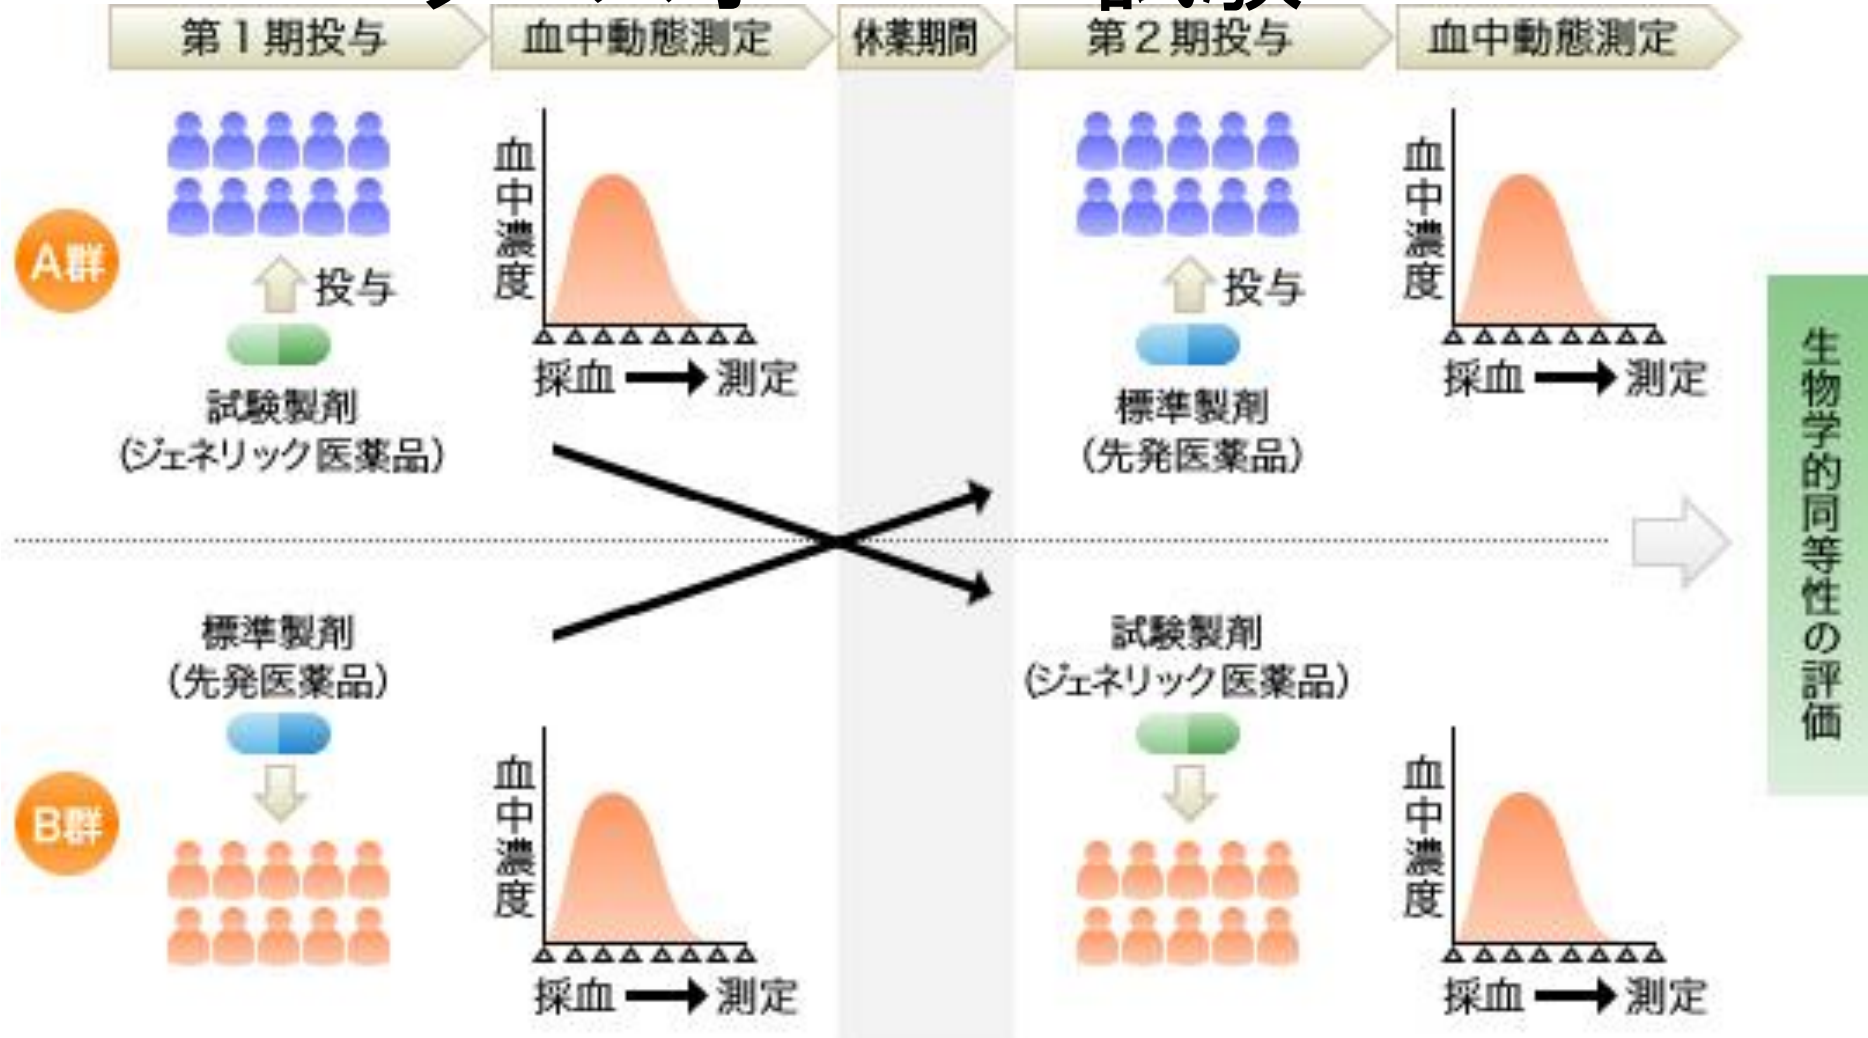 第1期投与
血中動態測定
休薬期間
第2期投与
血中動態測定
A群
投与
試験製剤
(ジェネリック医薬品)
血中濃度
採血 → 測定
投与
標準製剤
(先発医薬品)
血中濃度
採血 → 測定
B群
標準製剤
(先発医薬品)
血中濃度
採血 → 測定
試験製剤
(ジェネリック医薬品)
血中濃度
採血 → 測定
生物学的同等性の評価